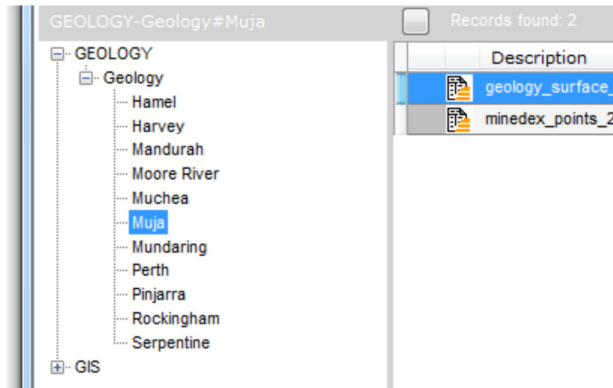 GEOLOGY-Geology#Muja
Records found: 2
GEOLOGY
Geology
Hamel
Harvey
Mandurah
Moore River
Muchea
Muja
Mundaring
Perth
Pinjarra
Rockingham
Serpentine
GIS
Description
geology_surface_
minedex_points_2